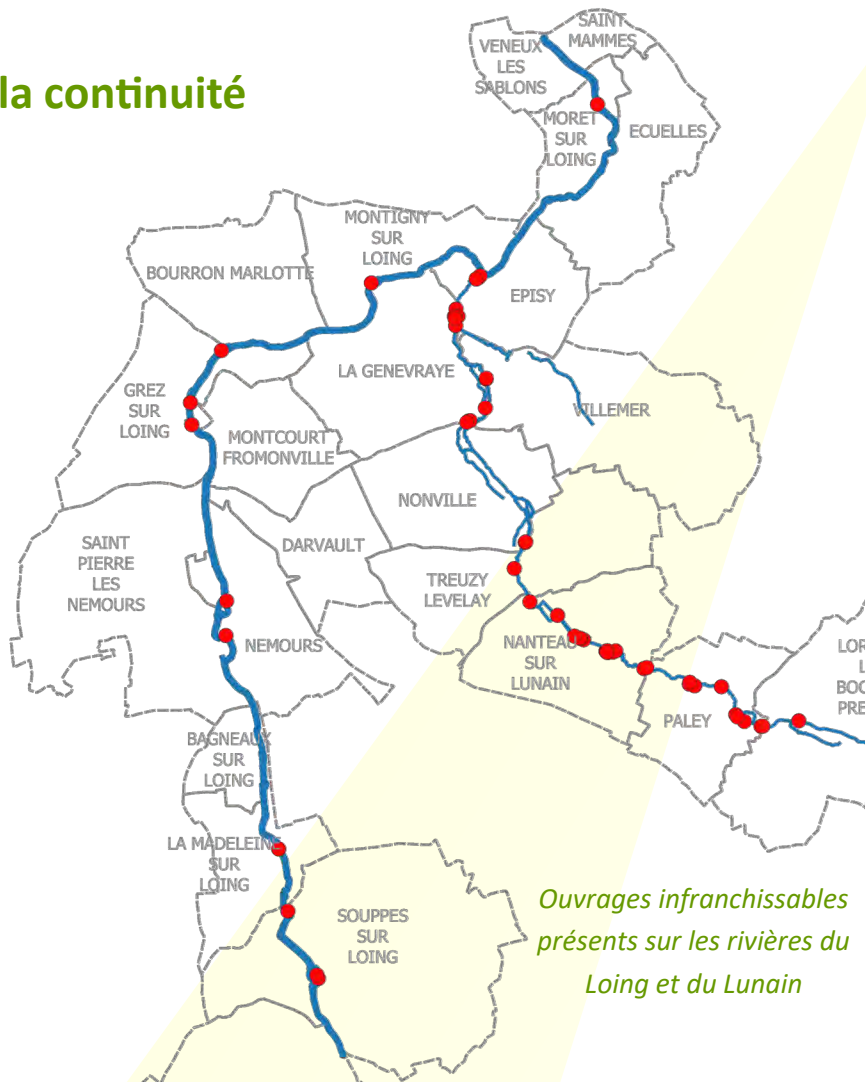 la continuité
SAINT
MAMMES
VENEUX
LES
SABLONS
MORET
SUR
LOING
ECUELLES
MONTIGNY
SUR
LOING
BOURRON MARLOTTE
EPISY
LA GENEVRAYE
GREZ
SUR
LOING
VILLEMER
MONTCOURT
FROMONVILLE
NONVILLE
SAINT
PIERRE
LES
NEMOURS
DARVAULT
TREUZY
LEVELAY
NEMOURS
NANTEAU
SUR
LUNAIN
LOR
L
BOC
PRE
PALEY
BAGNEAUX
SUR
LOING
LA MADELEINE
SUR
LOING
SOUPPES
SUR
LOING
Ouvrages infranchissables
présents sur les rivières du
Loing et du Lunain